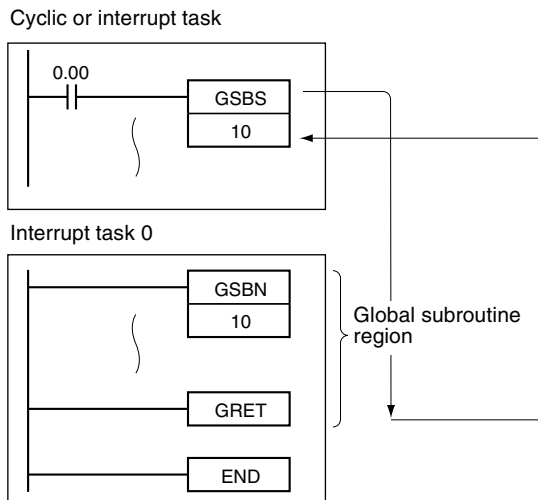 Cyclic or interrupt task
0.00
GSBS
10
Interrupt task 0
GSBN
10
Global subroutine
region
GRET
END